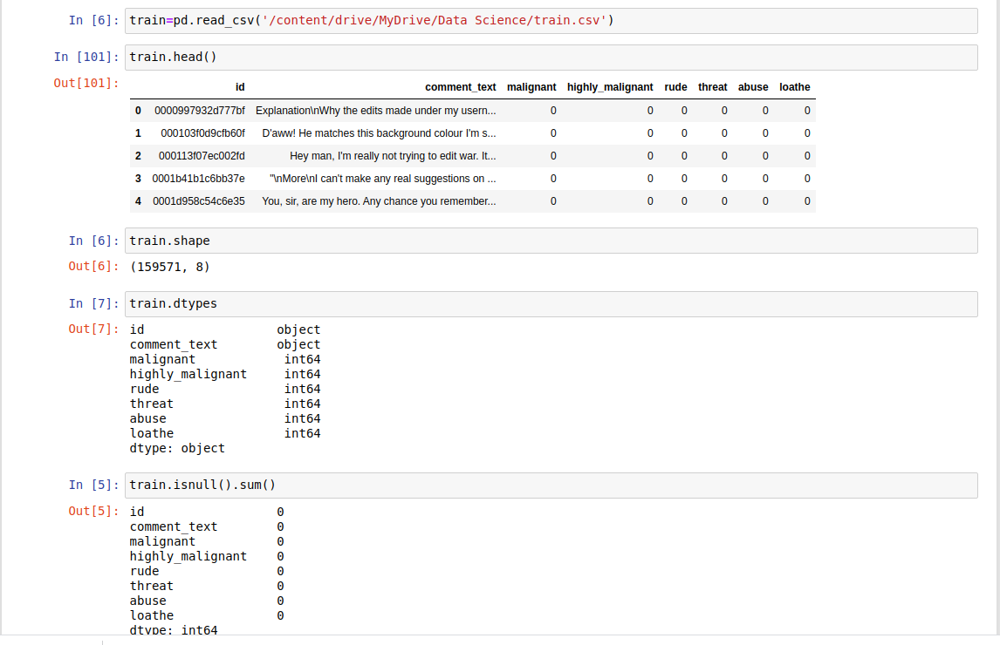 In [6]: train=pd.read_csv('/content/drive/MyDrive/Data Science/train.csv')
In [101]: train.head()
Out[101]:
id comment_text malignant highly_malignant rude threat abuse loathe
0 0000997932d777bf Explanation\nWhy the edits made under my usern... 0 0 0 0 0 0
1 000103f0d9cfb60f D'aww! He matches this background colour I'm s... 0 0 0 0 0 0
2 000113f07ec002fd Hey man, I'm really not trying to edit war. It... 0 0 0 0 0 0
3 0001b41b1c6bb37e "\nMore\nI can't make any real suggestions on ... 0 0 0 0 0 0
4 0001d958c54c6e35 You, sir, are my hero. Any chance you remember... 0 0 0 0 0 0
In [6]: train.shape
Out[6]: (159571, 8)
In [7]: train.dtypes
Out[7]: id object
comment_text object
malignant int64
highly_malignant int64
rude int64
threat int64
abuse int64
loathe int64
dtype: object
In [5]: train.isnull().sum()
Out[5]: id 0
comment_text 0
malignant 0
highly_malignant 0
rude 0
threat 0
abuse 0
loathe 0
dtype: int64